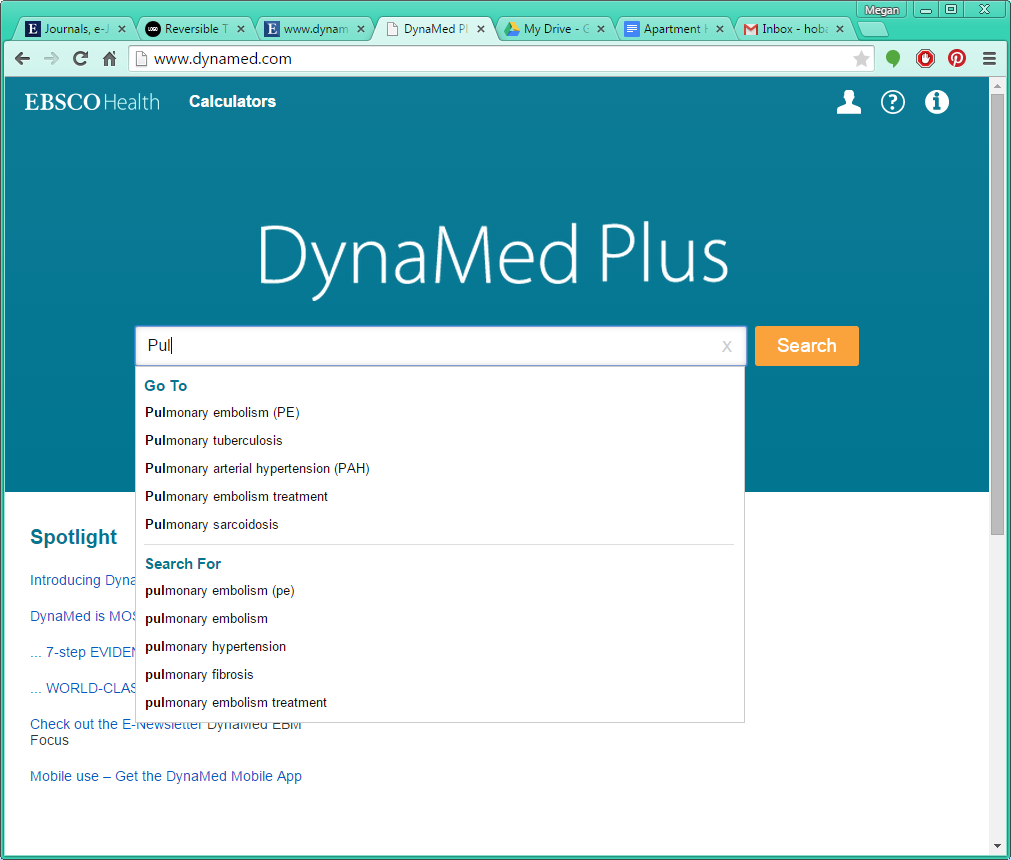 Megan
Journals, e-J
Reversible T
www.dynam
DynaMed Pl
My Drive - G
Apartment H
Inbox - hoba
www.dynamed.com
EBSCO Health
Calculators
DynaMed Plus
Pul
x
Search
Go To
Pulmonary embolism (PE)
Pulmonary tuberculosis
Pulmonary arterial hypertension (PAH)
Pulmonary embolism treatment
Pulmonary sarcoidosis
Search For
pulmonary embolism (pe)
pulmonary embolism
pulmonary hypertension
pulmonary fibrosis
pulmonary embolism treatment
Spotlight
Introducing Dyna
DynaMed is MOS
... 7-step EVIDEN
... WORLD-CLAS
Check out the E-Newsletter DynaMed EBM
Focus
Mobile use – Get the DynaMed Mobile App